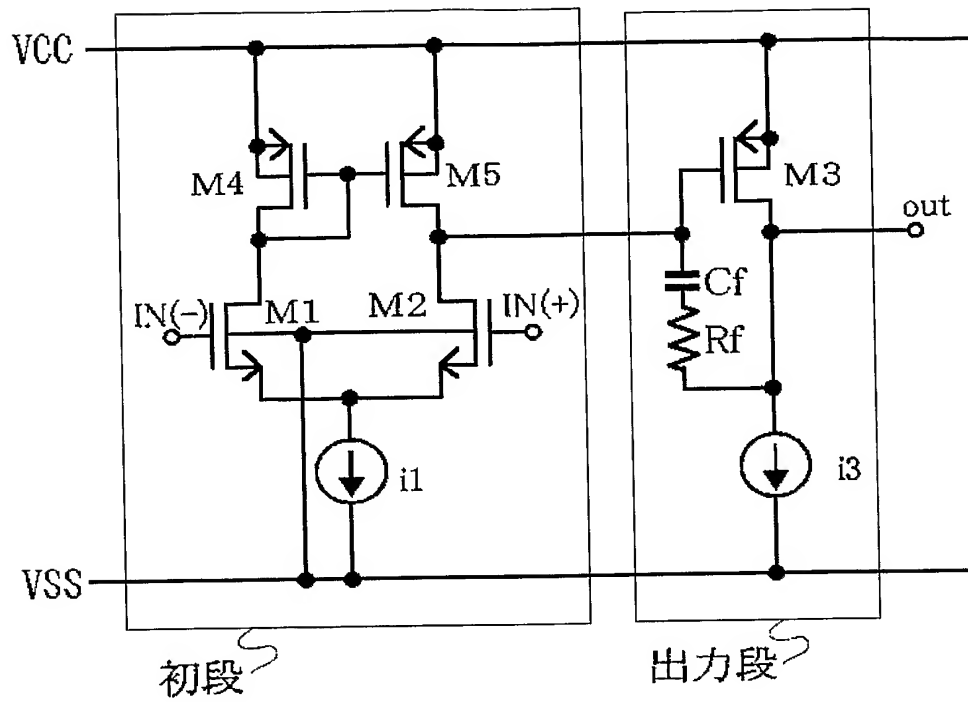 VCC
M4
M5
M3
out
IN(-)
M1
M2
IN(+)
Cf
Rf
i1
i3
VSS
初段
出力段